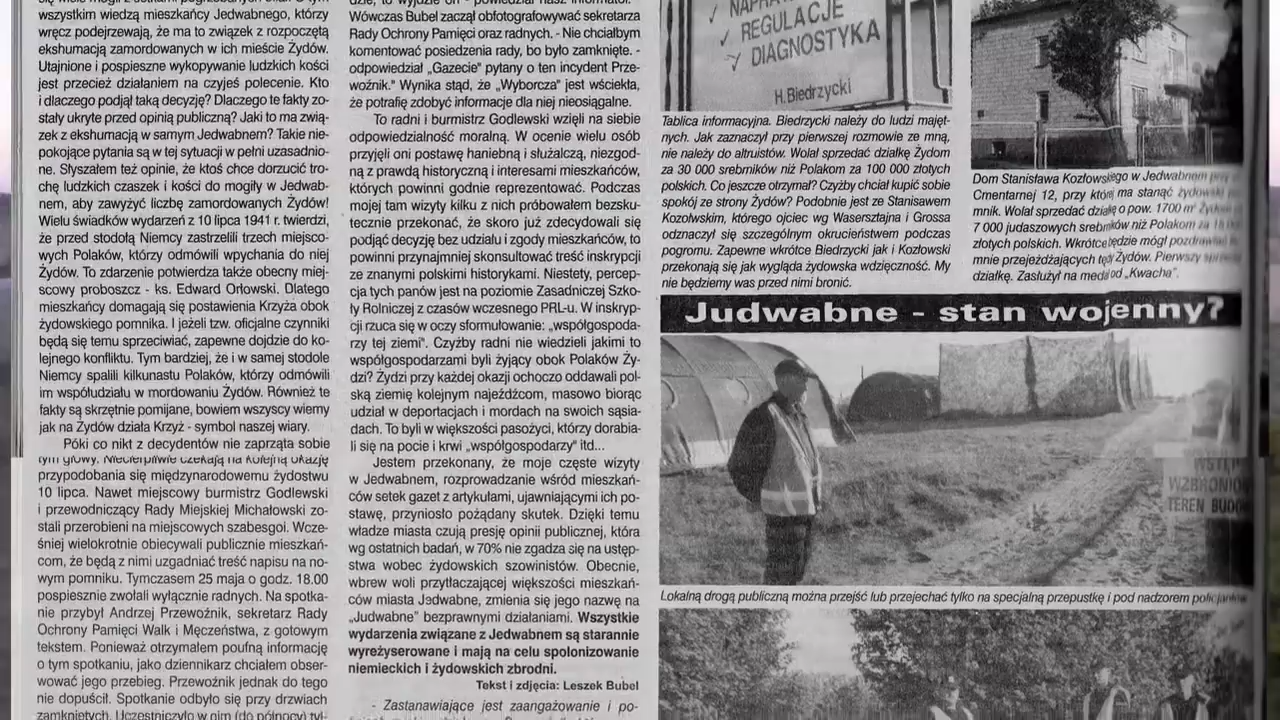 wszystkim wiedzą mieszkańcy Jedwabnego, którzy
wręcz podejrzewają, że ma to związek z rozpoczętą
ekshumacją zamordowanych w ich mieście Żydów.
Utajnione i pospieszne wykopywanie ludzkich kości
jest przecież działaniem na czyjeś polecenie. Kto
i dlaczego podjął taką decyzję? Dlaczego te fakty zo-
stały ukryte przed opinią publiczną? Jaki to ma zwią-
zek z ekshumacją w samym Jedwabnem? Takie nie-
pokojące pytania są w tej sytuacji w pełni uzasadnio-
ne. Słyszałem też opinie, że ktoś chce dorzucić tro-
chę ludzkich czaszek i kości do mogiły w Jedwab-
nem, aby zawyżyć liczbę zamordowanych Żydów!
Wielu świadków wydarzeń z 10 lipca 1941 r. twierdzi,
że przed stodołą Niemcy zastrzelili trzech miejsco-
wych Polaków, którzy odmówili wpychania do niej
Żydów. To zdarzenie potwierdza także obecny miej-
scowy proboszcz - ks. Edward Orłowski. Dlatego
mieszkańcy domagają się postawienia Krzyża obok
żydowskiego pomnika. I jeżeli tzw. oficjalne czynniki
będą się temu sprzeciwiać, zapewne dojdzie do ko-
lejnego konfliktu. Tym bardziej, że i w samej stodole
Niemcy spalili kilkunastu Polaków, którzy odmówili
im współudziału w mordowaniu Żydów. Również te
fakty są skrzętnie pomijane, bowiem wszyscy wiemy
jak na Żydów działa Krzyż - symbol naszej wiary.
Póki co nikt z decydentów nie zaprząta sobie
tym głowy. Niecierpliwie czekają na kolejną okazję
przypodobania się międzynarodowemu żydostwu
10 lipca. Nawet miejscowy burmistrz Godlewski
i przewodniczący Rady Miejskiej Michałowski zo-
stali przerobieni na miejscowych szabesgoi. Wcze-
śniej wielokrotnie obiecywali publicznie mieszkań-
com, że będą z nimi uzgadniać treść napisu na no-
wym pomniku. Tymczasem 25 maja o godz. 18.00
pospiesznie zwołali wyłącznie radnych. Na spotka-
nie przybył Andrzej Przewoźnik, sekretarz Rady
Ochrony Pamięci Walk i Męczeństwa, z gotowym
tekstem. Ponieważ otrzymałem poufną informację
o tym spotkaniu, jako dziennikarz chciałem obser-
wować jego przebieg. Przewoźnik jednak do tego
nie dopuścił. Spotkanie odbyło się przy drzwiach
zamkniętych. Uczestniczyło w nim (do północy) tyl-
dzie, to wyjdzie on - powiedział nasz informator.
Wówczas Bubel zaczął obfotografowywać sekretarza
Rady Ochrony Pamięci oraz radnych. - Nie chciałbym
komentować posiedzenia rady, bo było zamknięte. -
odpowiedział „Gazecie" pytany o ten incydent Prze-
woźnik." Wynika stąd, że „Wyborcza" jest wściekła,
że potrafię zdobyć informacje dla niej nieosiągalne.
To radni i burmistrz Godlewski wzięli na siebie
odpowiedzialność moralną. W ocenie wielu osób
przyjęli oni postawę haniebną i służalczą, niezgod-
ną z prawdą historyczną i interesami mieszkańców,
których powinni godnie reprezentować. Podczas
mojej tam wizyty kilku z nich próbowałem bezsku-
tecznie przekonać, że skoro już zdecydowali się
podjąć decyzję bez udziału i zgody mieszkańców, to
powinni przynajmniej skonsultować treść inskrypcji
ze znanymi polskimi historykami. Niestety, percep-
cja tych panów jest na poziomie Zasadniczej Szko-
ły Rolniczej z czasów wczesnego PRL-u. W inskryp-
cji rzuca się w oczy sformułowanie: „współgospoda-
rzy tej ziemi". Czyżby radni nie wiedzieli jakimi to
współgospodarzami byli żyjący obok Polaków Ży-
dzi? Żydzi przy każdej okazji ochoczo oddawali pol-
ską ziemię kolejnym najeźdźcom, masowo biorąc
udział w deportacjach i mordach na swoich sąsia-
dach. To byli w większości pasożyci, którzy dorabia-
li się na pocie i krwi „współgospodarzy" itd...
Jestem przekonany, że moje częste wizyty
w Jedwabnem, rozprowadzanie wśród mieszkań-
ców setek gazet z artykułami, ujawniającymi ich po-
stawę, przyniosło pożądany skutek. Dzięki temu
władze miasta czują presję opinii publicznej, która
wg ostatnich badań, w 70% nie zgadza się na ustęp-
stwa wobec żydowskich szowinistów. Obecnie,
wbrew woli przytłaczającej większości mieszkań-
ców miasta Jedwabne, zmienia się jego nazwę na
„Judwabne" bezprawnymi działaniami. Wszystkie
wydarzenia związane z Jedwabnem są starannie
wyreżyserowane i mają na celu spolonizowanie
niemieckich i żydowskich zbrodni.
Tekst i zdjęcia: Leszek Bubel
- Zastanawiające jest zaangażowanie i po-
REGULACJE
DIAGNOSTYKA
H.Biedrzycki
Tablica informacyjna. Biedrzycki należy do ludzi majęt-
nych. Jak zaznaczył przy pierwszej rozmowie ze mną,
nie należy do altruistów. Wolał sprzedać działkę Żydom
za 30 000 srebrników niż Polakom za 100 000 złotych
polskich. Co jeszcze otrzymał? Czyżby chciał kupić sobie
spokój ze strony Żydów? Podobnie jest ze Stanisławem
Kozołwskim, którego ojciec wg Wasersztajna i Grossa
odznaczył się szczególnym okrucieństwem podczas
pogromu. Zapewne wkrótce Biedrzycki jak i Kozłowski
przekonają się jak wygląda żydowska wdzięczność. My
nie będziemy was przed nimi bronić.
Dom Stanisława Kozłowskiego w Jedwabnem przy
Cmentarnej 12, przy której ma stanąć żydowski
mnik. Wolał sprzedać działkę o pow. 1700 m²
7 000 judaszowych srebrników niż Polakom za
złotych polskich. Wkrótce będzie mógł
mnie przejeżdżających tędy Żydów. Pierwszy
działkę. Zasłużył na medal od „Kwacha".
Judwabne - stan wojenny?
WSTĘP
WZBRONIONY
TEREN BUDOWY
Lokalną drogą publiczną można przejść lub przejechać tylko na specjalną przepustkę i pod nadzorem policjantów